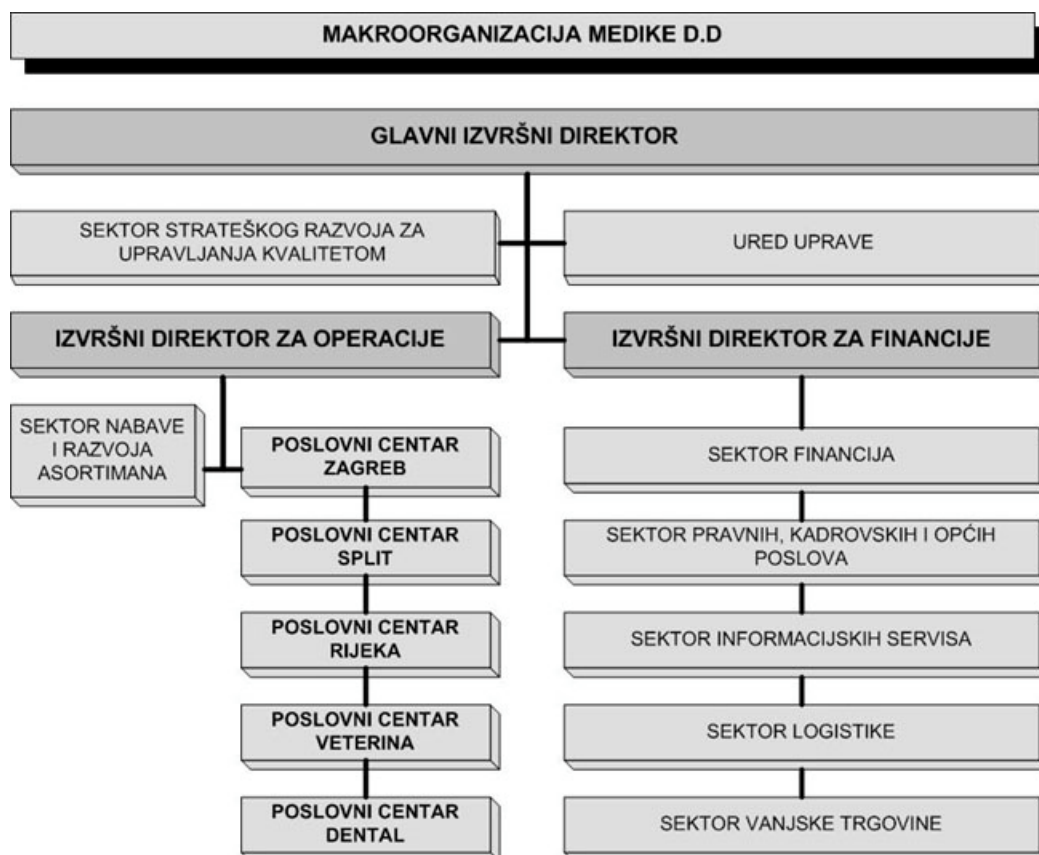 MAKROORGANIZACIJA MEDIKE D.D
GLAVNI IZVRŠNI DIREKTOR
SEKTOR STRATEŠKOG RAZVOJA ZA
UPRAVLJANJA KVALITETOM
URED UPRAVE
IZVRŠNI DIREKTOR ZA OPERACIJE
IZVRŠNI DIREKTOR ZA FINANCIJE
SEKTOR NABAVE
I RAZVOJA
ASORTIMANA
POSLOVNI CENTAR
ZAGREB
POSLOVNI CENTAR
SPLIT
POSLOVNI CENTAR
RIJEKA
POSLOVNI CENTAR
VETERINA
POSLOVNI CENTAR
DENTAL
SEKTOR FINANCIJA
SEKTOR PRAVNIH, KADROVSKIH I OPĆIH
POSLOVA
SEKTOR INFORMACIJSKIH SERVISA
SEKTOR LOGISTIKE
SEKTOR VANJSKE TRGOVINE